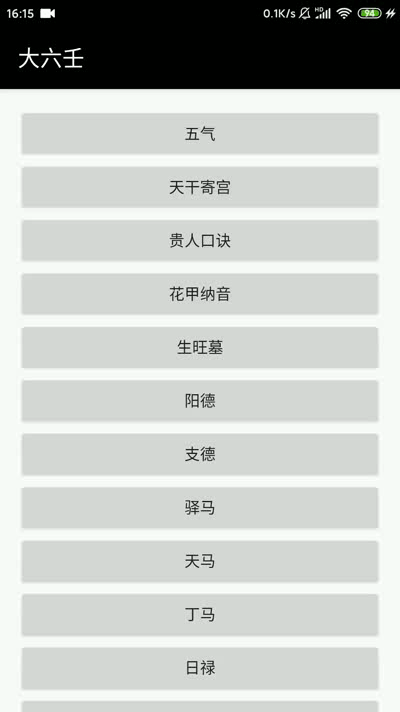 16:15
0.1K/s
HD
94
大六壬
五气
天干寄宫
贵人口诀
花甲纳音
生旺墓
阳德
支德
驿马
天马
丁马
日禄